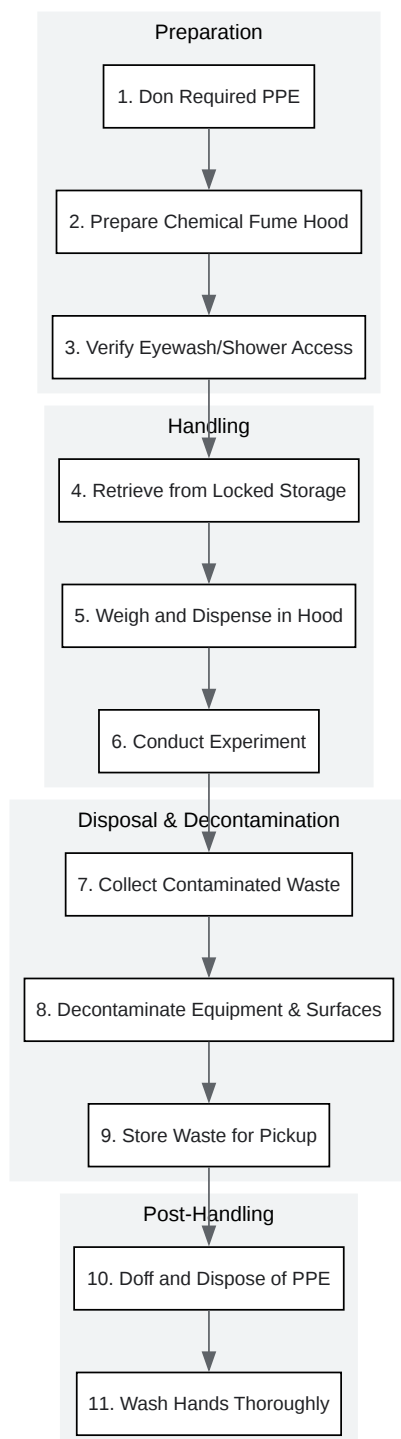 Preparation
1. Don Required PPE
2. Prepare Chemical Fume Hood
3. Verify Eyewash/Shower Access
Handling
4. Retrieve from Locked Storage
5. Weigh and Dispense in Hood
6. Conduct Experiment
Disposal & Decontamination
7. Collect Contaminated Waste
8. Decontaminate Equipment & Surfaces
9. Store Waste for Pickup
Post-Handling
10. Doff and Dispose of PPE
11. Wash Hands Thoroughly